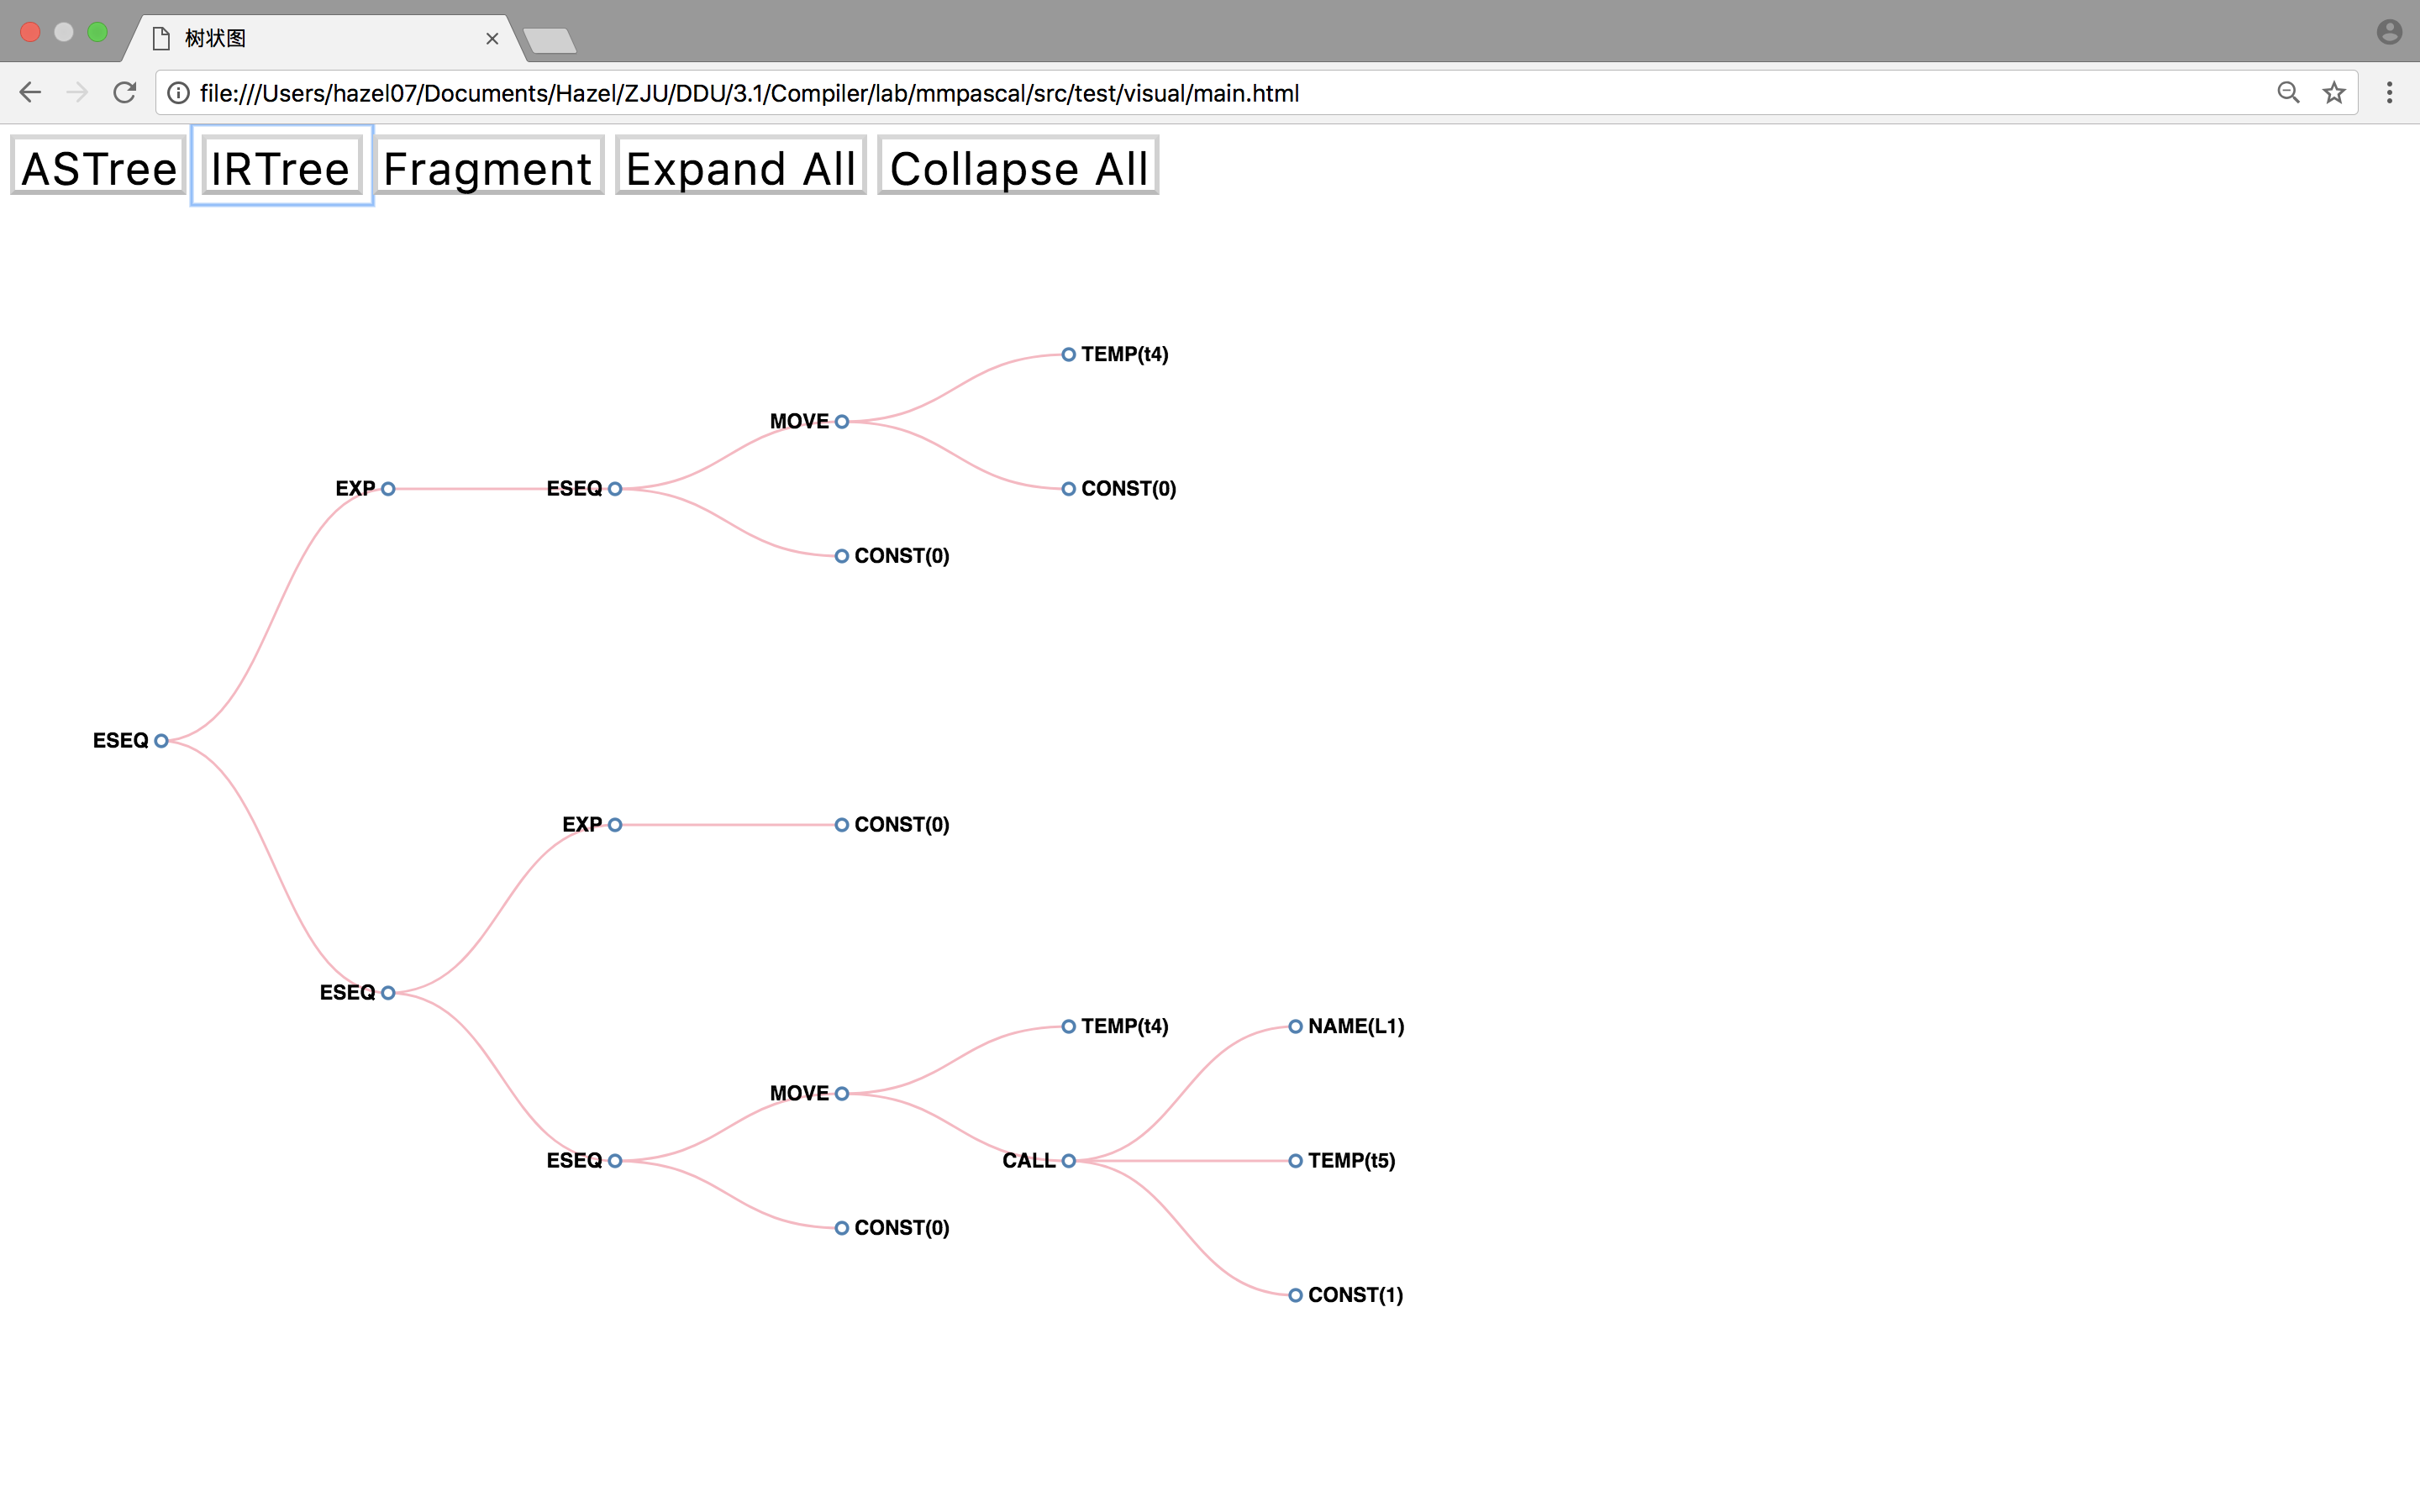 树状图
file:///Users/hazel07/Documents/Hazel/ZJU/DDU/3.1/Compiler/lab/mmpascal/src/test/visual/main.html
ASTree IRTree Fragment Expand All Collapse All
TEMP(t4)
MOVE
EXP ESEQ CONST(0)
CONST(0)
ESEQ
EXP CONST(0)
ESEQ
TEMP(t4) NAME(L1)
MOVE
ESEQ CALL TEMP(t5)
CONST(0)
CONST(1)